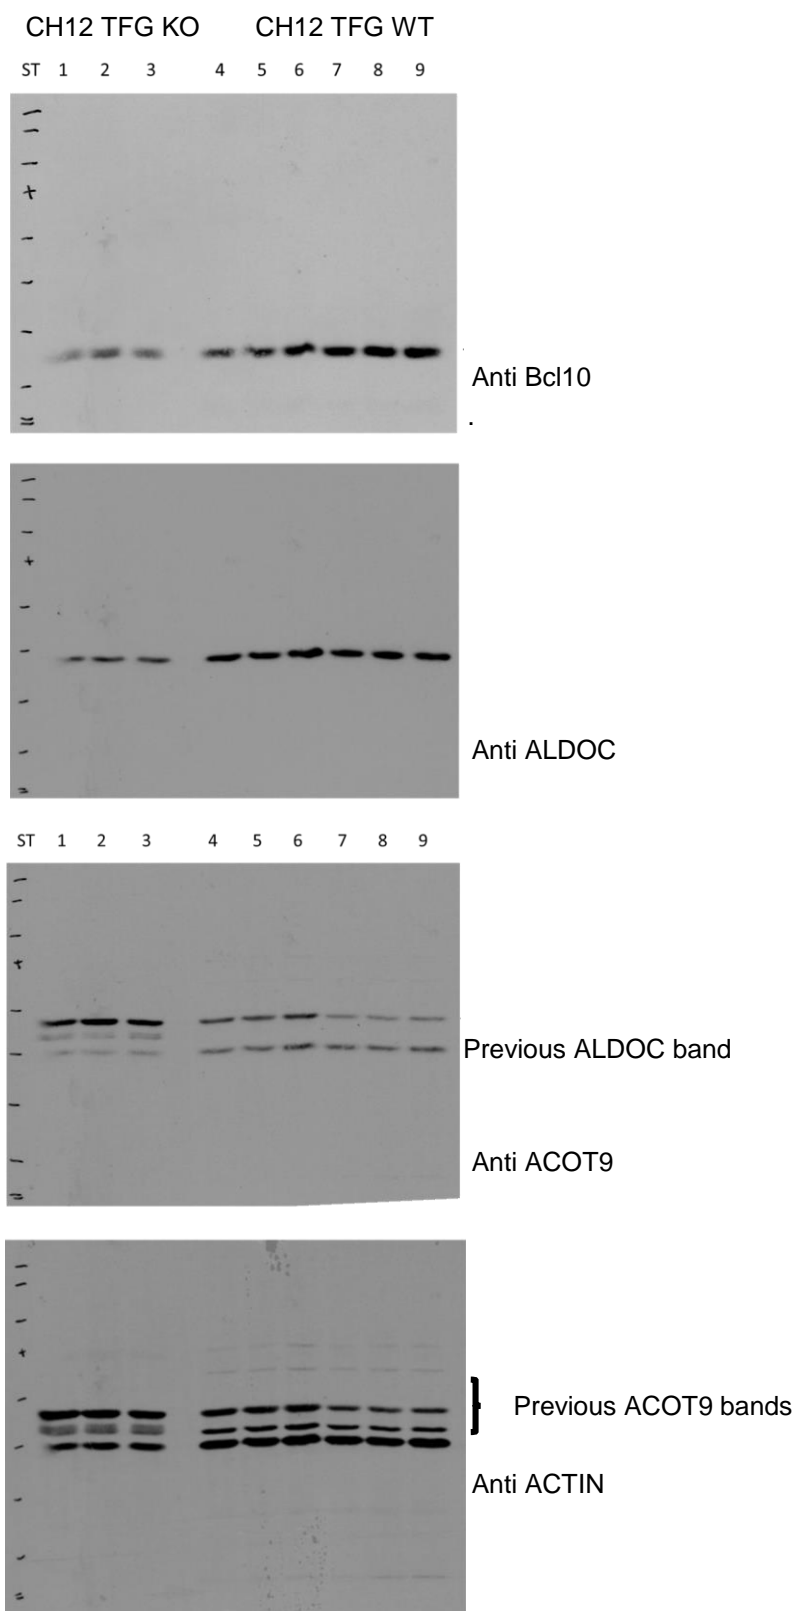 CH12 TFG KO CH12 TFG WT
ST 1 2 3 4 5 6 7 8 9
Anti Bcl10
.
Anti ALDOC
ST 1 2 3 4 5 6 7 8 9
Previous ALDOC band
Anti ACOT9
Previous ACOT9 bands
Anti ACTIN